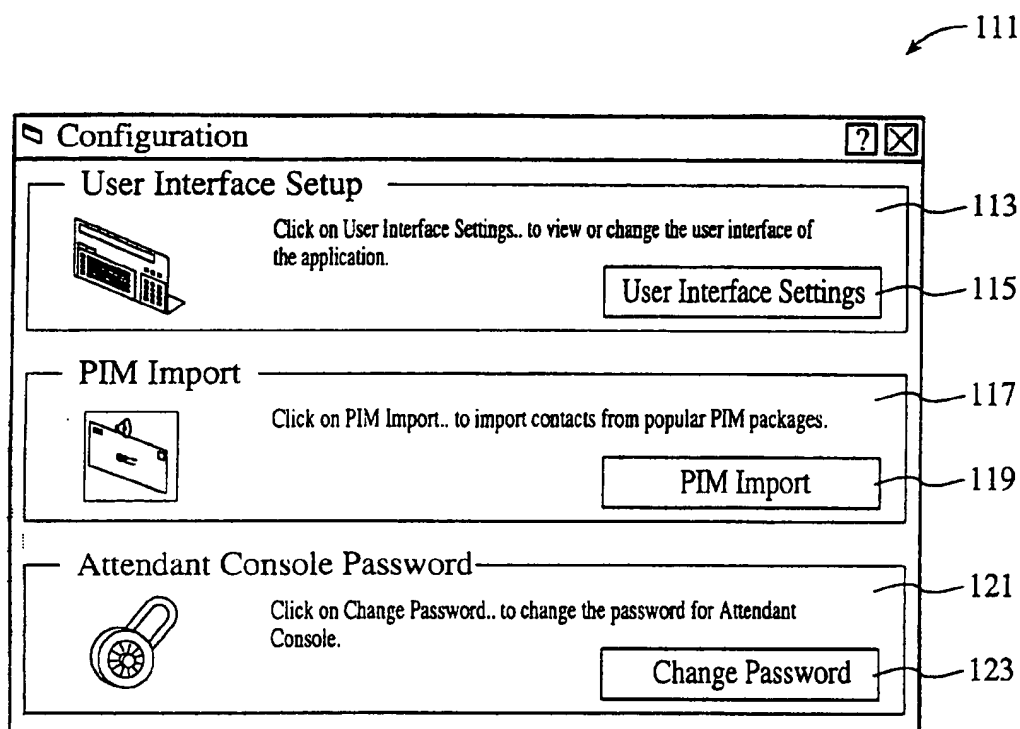 111
Configuration
?
User Interface Setup
113
Click on User Interface Settings.. to view or change the user interface of
the application.
User Interface Settings
115
PIM Import
117
Click on PIM Import.. to import contacts from popular PIM packages.
PIM Import
119
Attendant Console Password
121
Click on Change Password.. to change the password for Attendant
Console.
Change Password
123